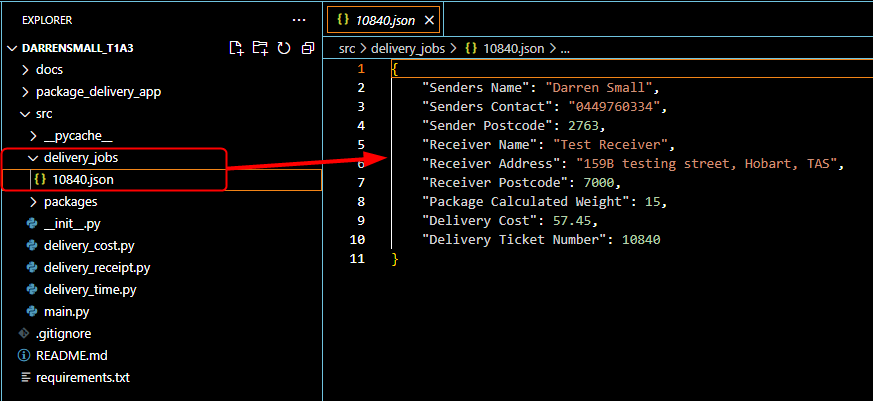 EXPLORER
DARRENSMALL_T1A3
docs
package_delivery_app
src
__pycache__
delivery_jobs
{} 10840.json
packages
__init__.py
delivery_cost.py
delivery_receipt.py
delivery_time.py
main.py
.gitignore
README.md
requirements.txt
{} 10840.json
src > delivery_jobs > {} 10840.json > ...
1 {
2 "Senders Name": "Darren Small",
3 "Senders Contact": "0449760334",
4 "Sender Postcode": 2763,
5 "Receiver Name": "Test Receiver",
6 "Receiver Address": "159B testing street, Hobart, TAS",
7 "Receiver Postcode": 7000,
8 "Package Calculated Weight": 15,
9 "Delivery Cost": 57.45,
10 "Delivery Ticket Number": 10840
11 }